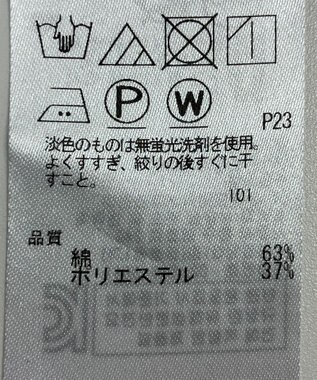 P W
P23
淡色のものは無蛍光洗剤を使用。
よくすすぎ、絞りの後すぐに干
すこと。
101
品質
綿 63%
ポリエステル 37%